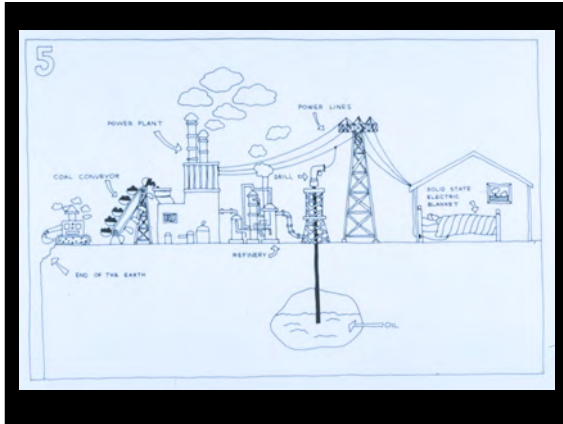 5
POWER PLANT
POWER LINES
COAL CONVEYOR
DRILL
SOLID STATE
ELECTRIC
BLANKET
REFINERY
END OF THE EARTH
OIL